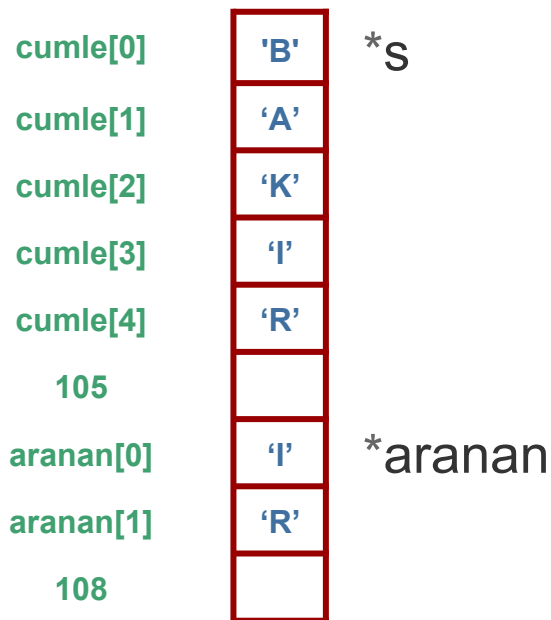 cumle[0] 'B' *s
cumle[1] ‘A’
cumle[2] ‘K’
cumle[3] ‘I’
cumle[4] ‘R’
105
aranan[0] ‘I’ *aranan
aranan[1] ‘R’
108